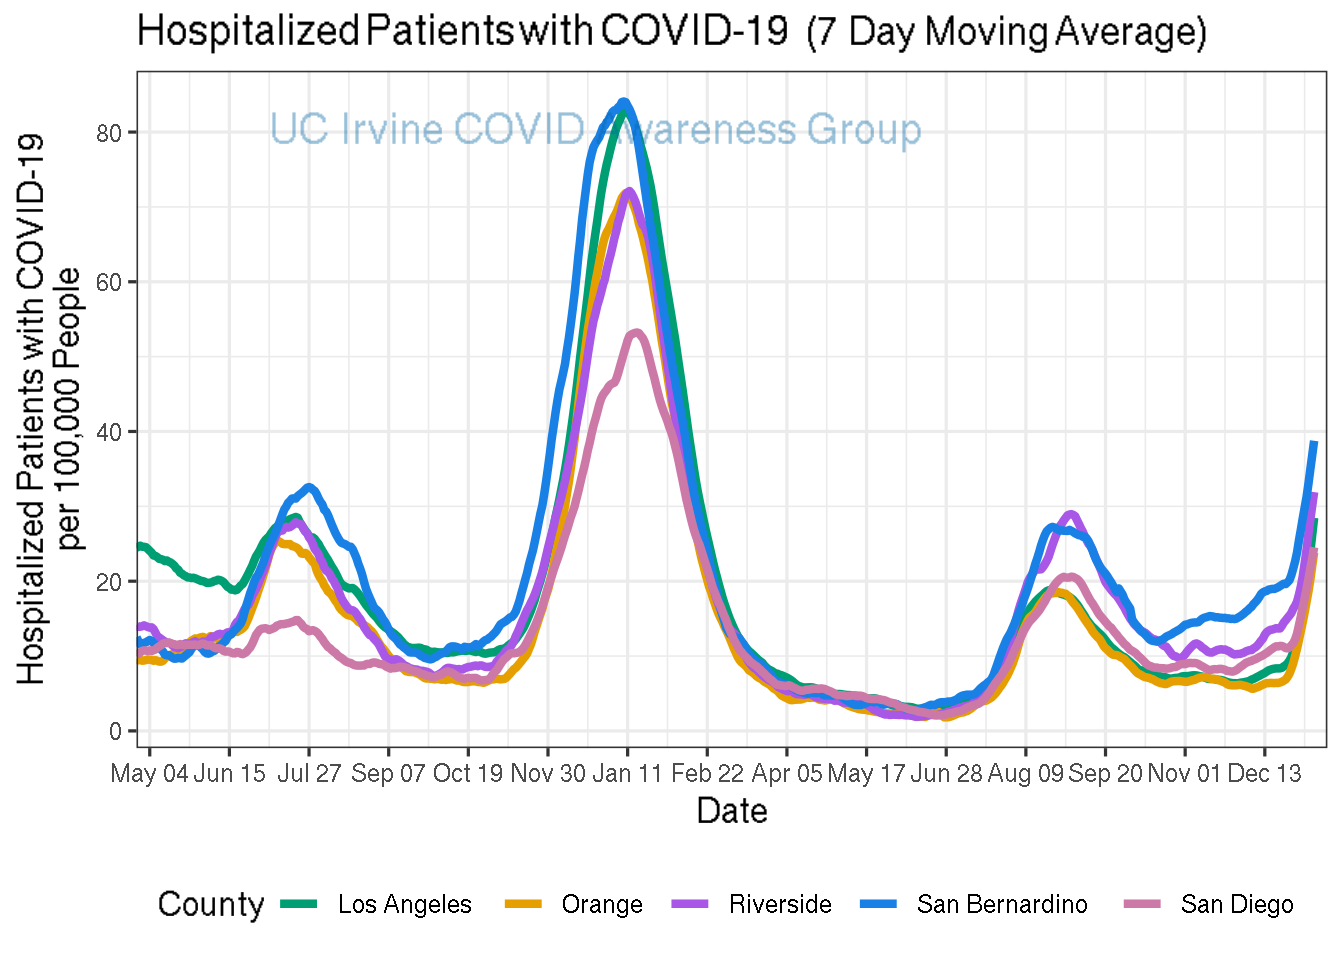 Hospitalized Patients with COVID-19 (7 Day Moving Average)
UC Irvine COVID Awareness Group
Hospitalized Patients with COVID-19
per 100,000 People
80
60
40
20
0
May 04 Jun 15 Jul 27 Sep 07 Oct 19 Nov 30 Jan 11 Feb 22 Apr 05 May 17 Jun 28 Aug 09 Sep 20 Nov 01 Dec 13
Date
County Los Angeles Orange Riverside San Bernardino San Diego